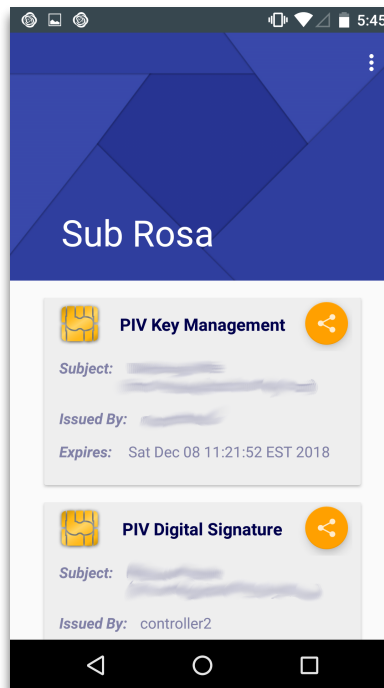 5:45
Sub Rosa
PIV Key Management
Subject:
Issued By:
Expires: Sat Dec 08 11:21:52 EST 2018
PIV Digital Signature
Subject:
Issued By: controller2